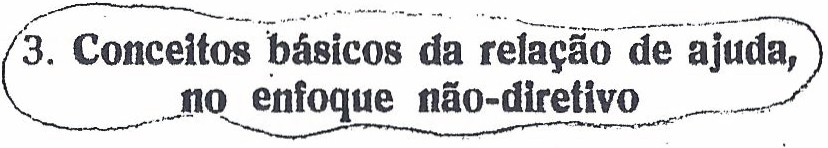 3. Conceitos básicos da relação de ajuda,
no enfoque não-diretivo